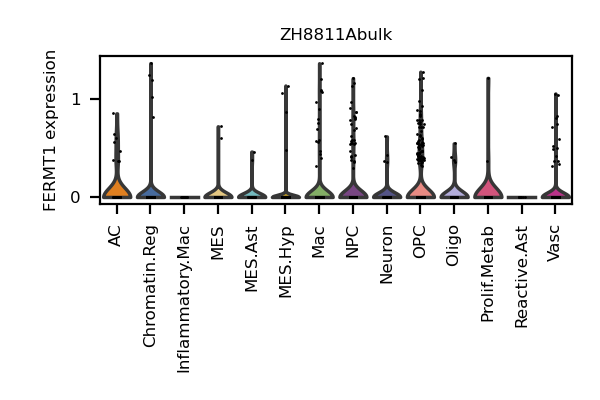 ZH8811Abulk
FERMT1 expression
1
0
AC
Chromatin.Reg
Inflammatory.Mac
MES
MES.Ast
MES.Hyp
Mac
NPC
Neuron
OPC
Oligo
Prolif.Metab
Reactive.Ast
Vasc